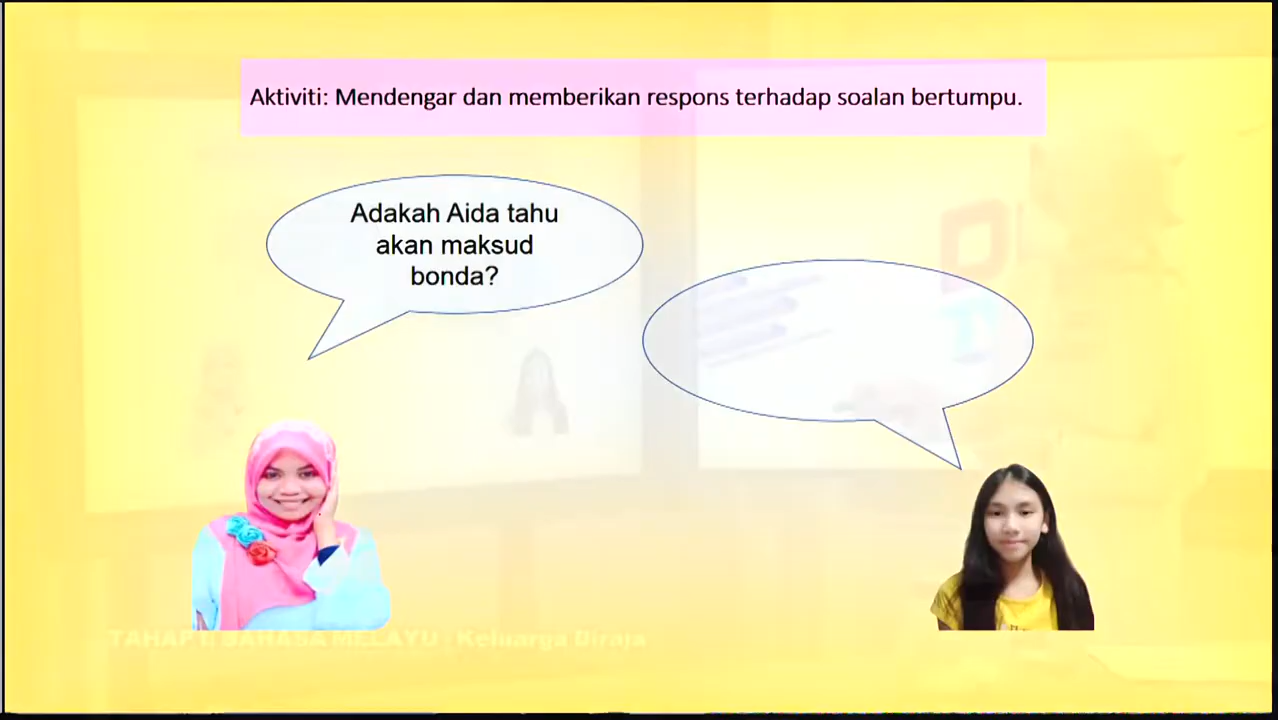 Aktiviti: Mendengar dan memberikan respons terhadap soalan bertumpu.
Adakah Aida tahu
akan maksud
bonda?
TAHAP 1: BAHASA MELAYU : Keluarga Diraja